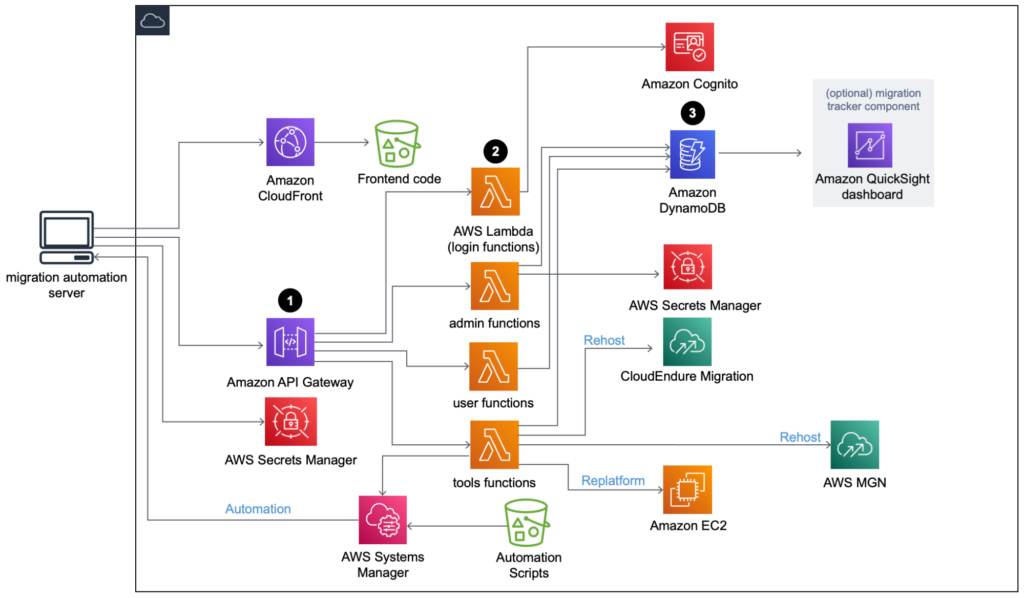 Amazon Cognito
(optional) migration
tracker component
Amazon QuickSight
dashboard
3
Amazon
DynamoDB
2
AWS Lambda
(login functions)
Amazon
CloudFront
Frontend code
migration automation
server
1
Amazon API Gateway
admin functions
AWS Secrets Manager
Rehost
CloudEndure Migration
user functions
AWS Secrets Manager
tools functions
Rehost
AWS MGN
Replatform
Amazon EC2
Automation
AWS Systems
Manager
Automation
Scripts